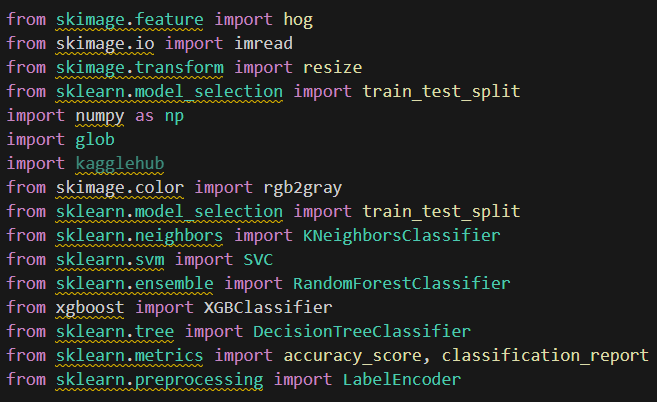 from skimage.feature import hog
from skimage.io import imread
from skimage.transform import resize
from sklearn.model_selection import train_test_split
import numpy as np
import glob
import kagglehub
from skimage.color import rgb2gray
from sklearn.model_selection import train_test_split
from sklearn.neighbors import KNeighborsClassifier
from sklearn.svm import SVC
from sklearn.ensemble import RandomForestClassifier
from xgboost import XGBClassifier
from sklearn.tree import DecisionTreeClassifier
from sklearn.metrics import accuracy_score, classification_report
from sklearn.preprocessing import LabelEncoder